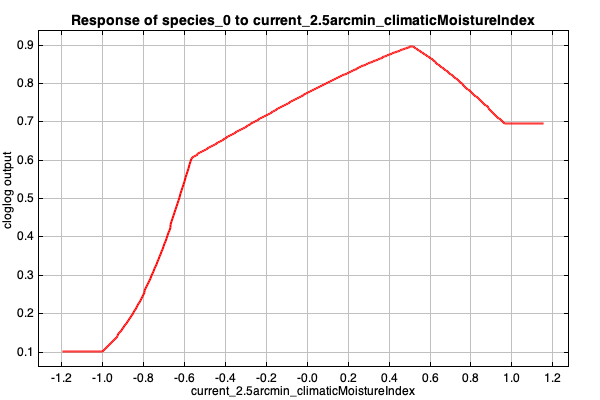 Response of species_0 to current_2.5arcmin_climaticMoistureIndex
0.9
0.8
0.7
0.6
0.5
0.4
0.3
0.2
0.1
cloglog output
-1.2 -1.0 -0.8 -0.6 -0.4 -0.2 -0.0 0.2 0.4 0.6 0.8 1.0 1.2
current_2.5arcmin_climaticMoistureIndex